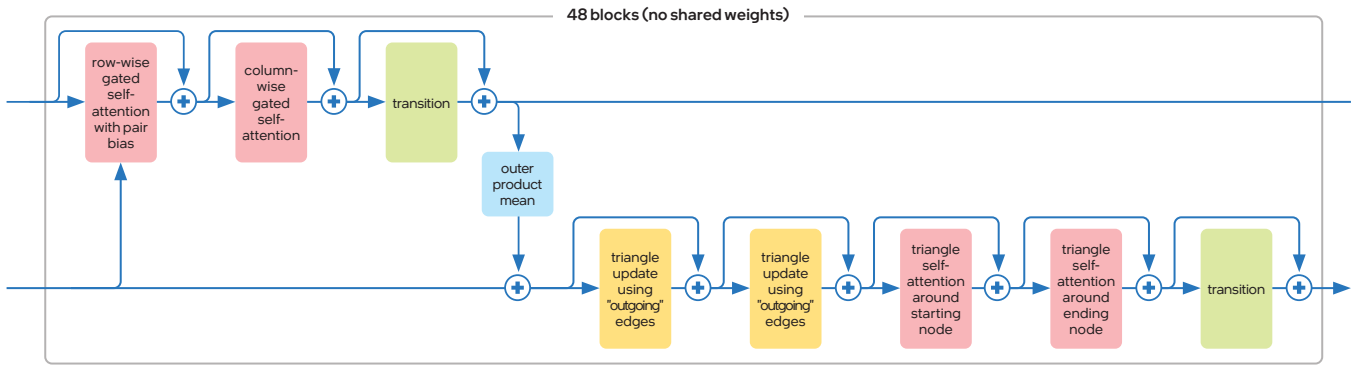 48 blocks (no shared weights)
row-wise
gated
self-
attention
with pair
bias
column-
wise
gated
self-
attention
transition
outer
product
mean
triangle
update
using
"outgoing"
edges
triangle
update
using
"outgoing"
edges
triangle
self-
attention
around
starting
node
triangle
self-
attention
around
ending
node
transition